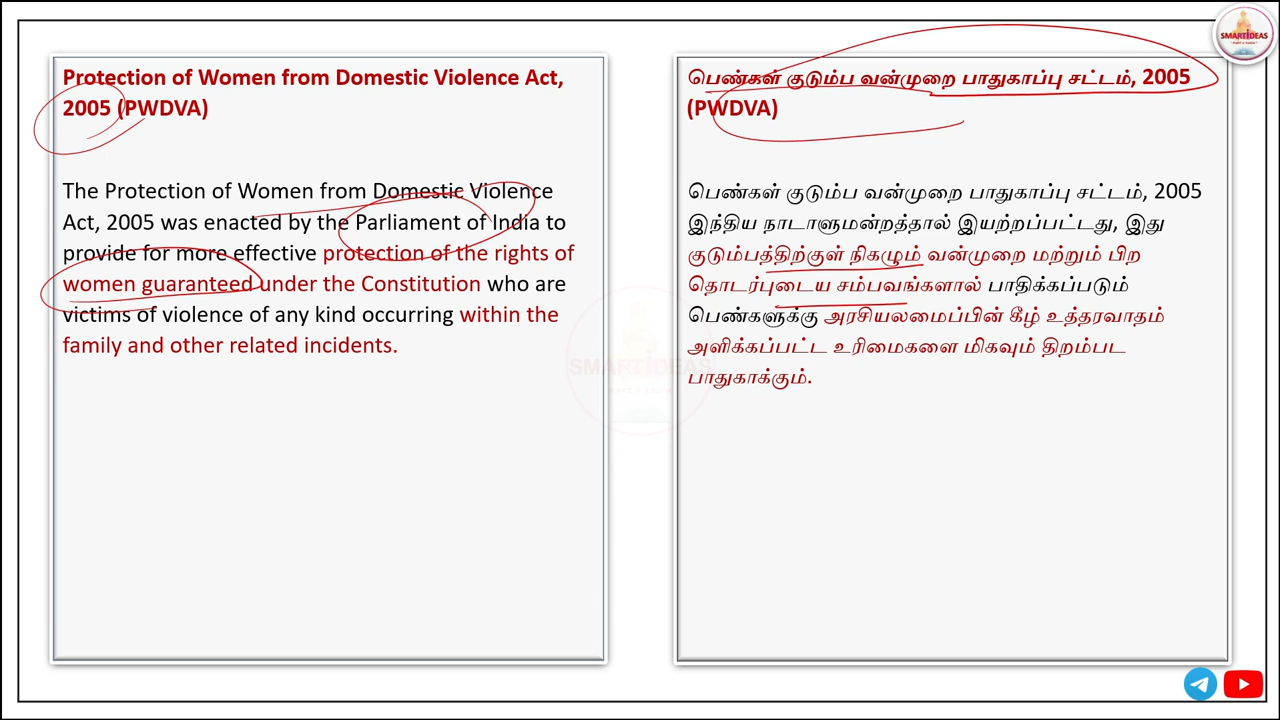 SMARTIDEAS
Protection of Women from Domestic Violence Act,
2005 (PWDVA)
The Protection of Women from Domestic Violence
Act, 2005 was enacted by the Parliament of India to
provide for more effective protection of the rights of
women guaranteed under the Constitution who are
victims of violence of any kind occurring within the
family and other related incidents.
பெண்கள் குடும்ப வன்முறை பாதுகாப்பு சட்டம், 2005
(PWDVA)
பெண்கள் குடும்ப வன்முறை பாதுகாப்பு சட்டம், 2005
இந்திய நாடாளுமன்றத்தால் இயற்றப்பட்டது, இது
குடும்பத்திற்குள் நிகழும் வன்முறை மற்றும் பிற
தொடர்புடைய சம்பவங்களால் பாதிக்கப்படும்
பெண்களுக்கு அரசியலமைப்பின் கீழ் உத்தரவாதம்
அளிக்கப்பட்ட உரிமைகளை மிகவும் திறம்பட
பாதுகாக்கும்.
SMARTIDEAS